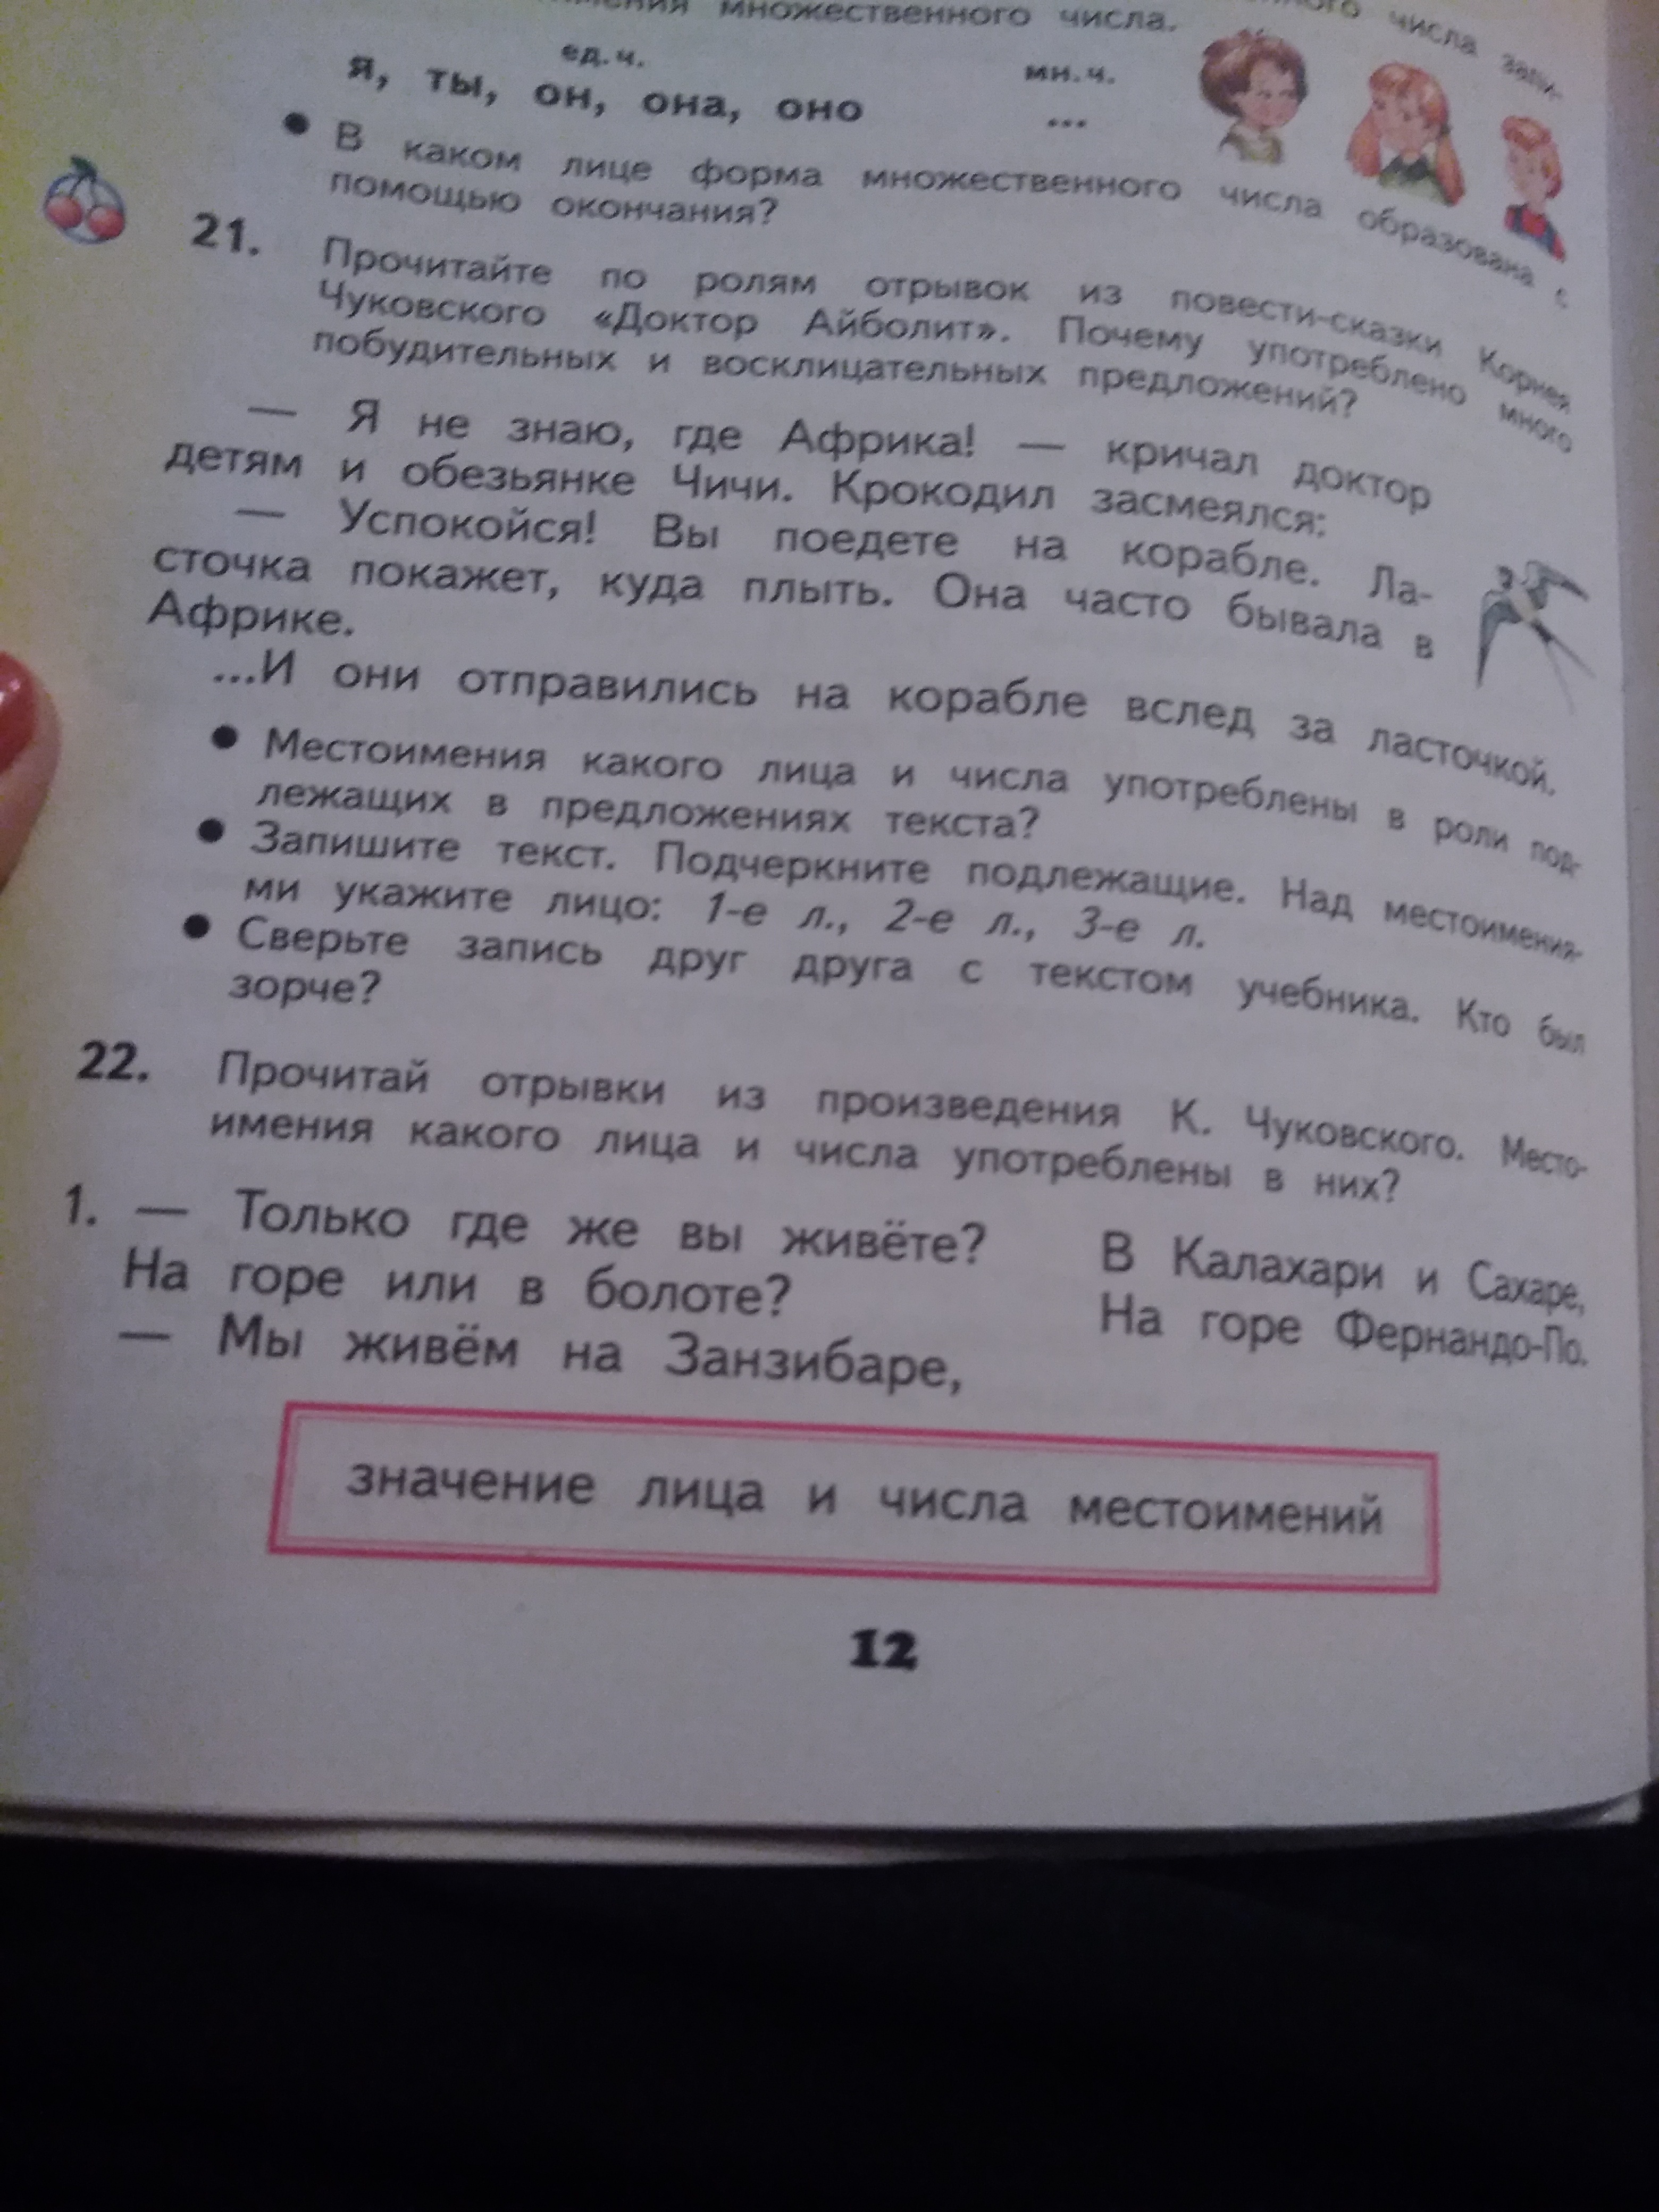 множественного числа.
числа запи-
ед. ч.
мн. ч.
я, ты, он, она, оно
...
• В каком лице форма множественного числа образована с
помощью окончания?
21. Прочитайте по ролям отрывок из повести-сказки Корнея
Чуковского «Доктор Айболит». Почему употреблено много
побудительных и восклицательных предложений?
— Я не знаю, где Африка! — кричал доктор
детям и обезьянке Чичи. Крокодил засмеялся:
— Успокойся! Вы поедете на корабле. Ла-
сточка покажет, куда плыть. Она часто бывала в
Африке.
...И они отправились на корабле вслед за ласточкой.
• Местоимения какого лица и числа употреблены в роли под-
лежащих в предложениях текста?
• Запишите текст. Подчеркните подлежащие. Над местоимения-
ми укажите лицо: 1-е л., 2-е л., 3-е л.
• Сверьте запись друг друга с текстом учебника. Кто был
зорче?
22. Прочитай отрывки из произведения К. Чуковского. Место-
имения какого лица и числа употреблены в них?
1. — Только где же вы живёте?
На горе или в болоте?
— Мы живём на Занзибаре,
В Калахари и Сахаре,
На горе Фернандо-По.
значение лица и числа местоимений
12